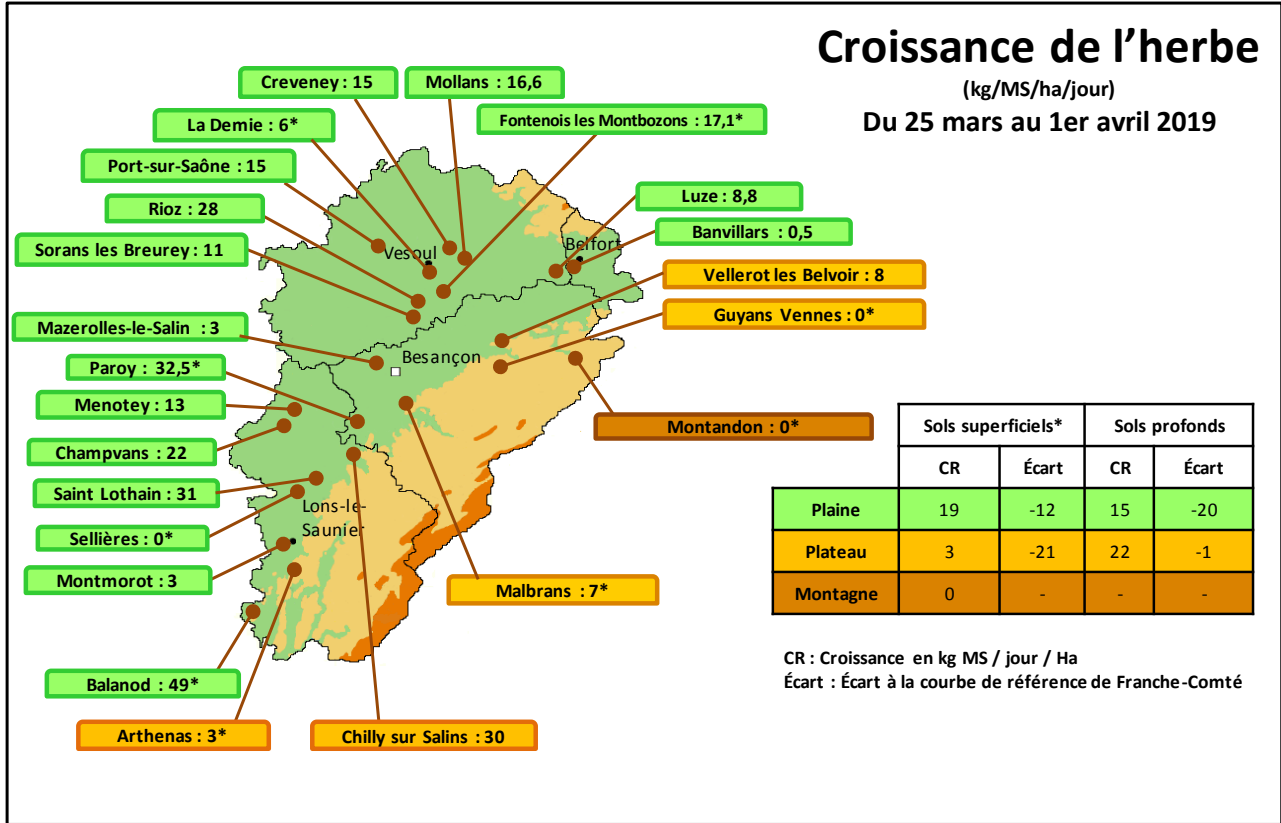 Croissance de l’herbe
(kg/MS/ha/jour)
Du 25 mars au 1er avril 2019
Creveney : 15
Mollans : 16,6
La Demie : 6*
Fontenois les Montbozons : 17,1*
Port-sur-Saône : 15
Rioz : 28
Sorans les Breurey : 11
Luze : 8,8
Banvillars : 0,5
Vellerot les Belvoir : 8
Guyans Vennes : 0*
Vesoul
Belfort
Mazerolles-le-Salin : 3
Besançon
Paroy : 32,5*
Menotey : 13
Champvans : 22
Saint Lothain : 31
Sellières : 0*
Montmorot : 3
Lons-le-
Saunier
Montandon : 0*
Malbrans : 7*
Balanod : 49*
Arthenas : 3*
Chilly sur Salins : 30
Sols superficiels* Sols profonds
CR Écart CR Écart
Plaine 19 -12 15 -20
Plateau 3 -21 22 -1
Montagne 0 - - -
CR : Croissance en kg MS / jour / Ha
Écart : Écart à la courbe de référence de Franche-Comté